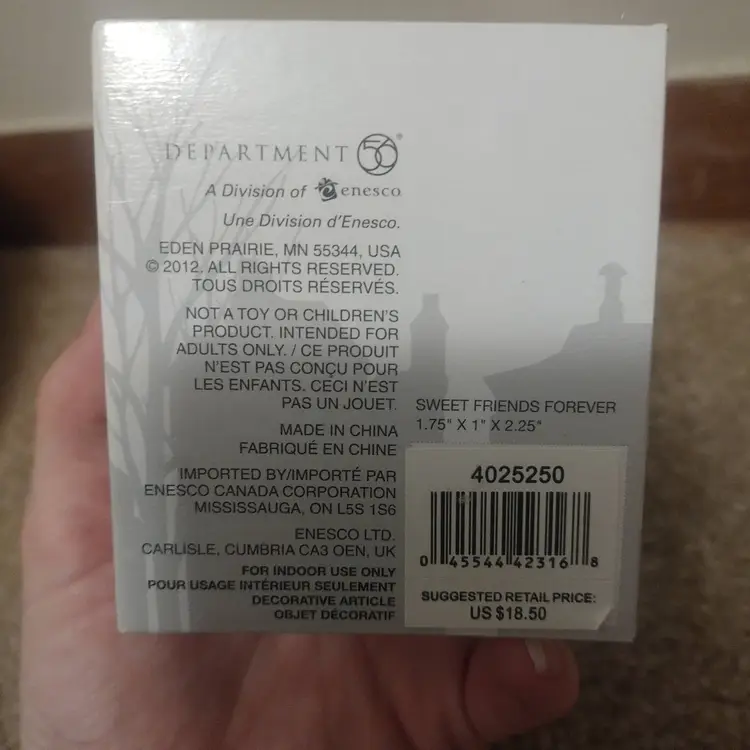 DEPARTMENT 56®
A Division of enesco
Une Division d'Enesco.
EDEN PRAIRIE, MN 55344, USA
© 2012. ALL RIGHTS RESERVED.
TOUS DROITS RÉSERVÉS.
NOT A TOY OR CHILDREN'S
PRODUCT. INTENDED FOR
ADULTS ONLY. / CE PRODUIT
N'EST PAS CONÇU POUR
LES ENFANTS. CECI N'EST
PAS UN JOUET.
MADE IN CHINA
FABRIQUÉ EN CHINE
IMPORTED BY/IMPORTÉ PAR
ENESCO CANADA CORPORATION
MISSISSAUGA, ON L5S 1S6
ENESCO LTD.
CARLISLE, CUMBRIA CA3 OEN, UK
FOR INDOOR USE ONLY
POUR USAGE INTÉRIEUR SEULEMENT
DECORATIVE ARTICLE
OBJET DÉCORATIF
SWEET FRIENDS FOREVER
1.75" X 1" X 2.25"
4025250
0 45544 42316 8
SUGGESTED RETAIL PRICE:
US $18.50